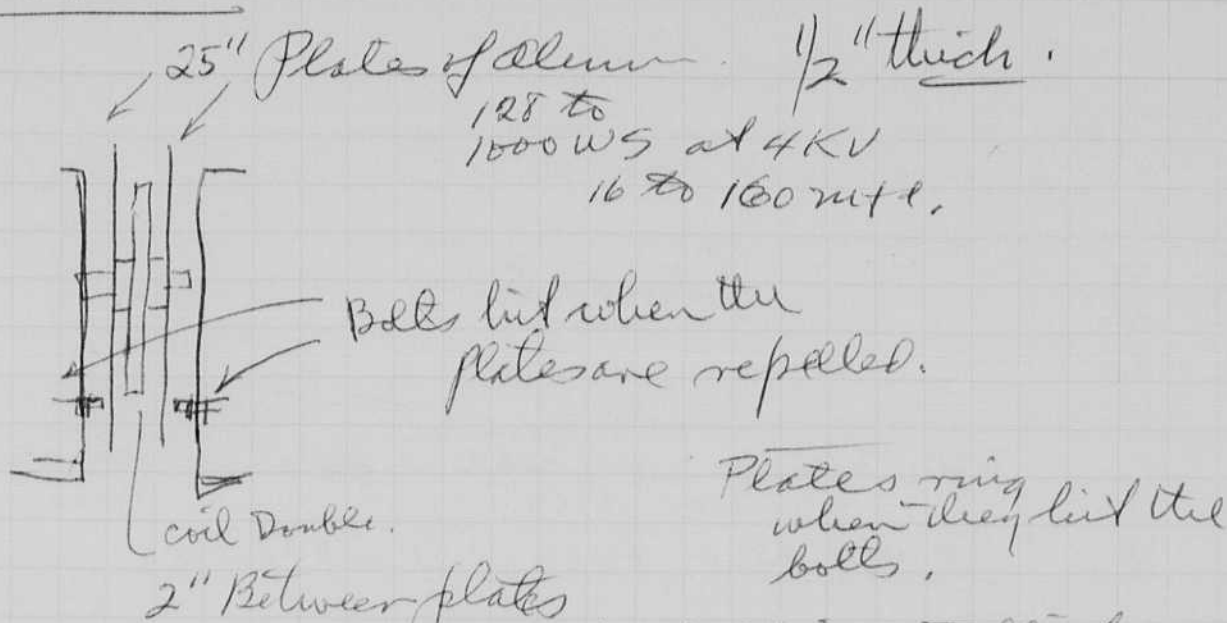 25" Plates of Alum 1/2" thick.
128 to
1000 WS at 4KV
16 to 160 mfd.
Bolts hit when the
plates are repelled.
Plates ring
when they hit the
bolts.
coil Double.
2" Between plates